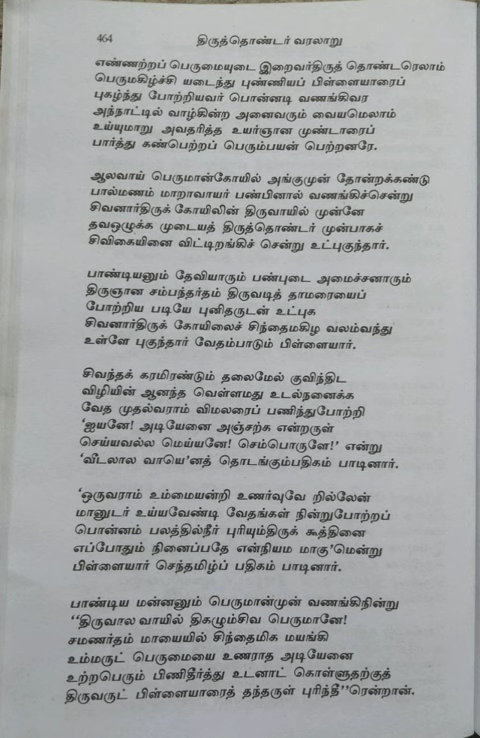 464
திருத்தொண்டர் வரலாறு
எண்ணற்றப் பெருமையுடை இறைவர்திருத் தொண்டரெலாம்
பெருமகிழ்ச்சி யடைந்து புண்ணியப் பிள்ளையாரைப்
புகழ்ந்து போற்றியவர் பொன்னடி வணங்கிவர
அந்நாட்டில் வாழ்கின்ற அனைவரும் வையமெலாம்
உய்யுமாறு அவதரித்த உயர்ஞான முண்டாரைப்
பார்த்து கண்பெற்றப் பெரும்பயன் பெற்றனரே.
ஆலவாய் பெருமான்கோயில் அங்குமுன் தோன்றக்கண்டு
பால்மணம் மாறாவாயர் பண்பினால் வணங்கிச்சென்று
சிவனார்திருக் கோயிலின் திருவாயில் முன்னே
தவஒழுக்க முடையத் திருத்தொண்டர் முன்பாகச்
சிவிகையினை விட்டிறங்கிச் சென்று உட்புகுந்தார்.
பாண்டியனும் தேவியாரும் பண்புடை அமைச்சனாரும்
திருஞான சம்பந்தர்தம் திருவடித் தாமரையைப்
போற்றிய படியே புனிதருடன் உட்புக
சிவனார்திருக் கோயிலைச் சிந்தைமகிழ வலம்வந்து
உள்ளே புகுந்தார் வேதம்பாடும் பிள்ளையார்.
சிவந்தக் கரமிரண்டும் தலைமேல் குவிந்திட
விழியின் ஆனந்த வெள்ளமது உடல்நனைக்க
வேத முதல்வராம் விமலரைப் பணிந்துபோற்றி
'ஐயனே! அடியேனை அஞ்சற்க என்றருள்
செய்யவல்ல மெய்யனே! செம்பொருளே!' என்று
'வீடலால வாயெ'னத் தொடங்கும்பதிகம் பாடினார்.
'ஒருவராம் உம்மையன்றி உணர்வுவே றில்லேன்
மானுடர் உய்யவேண்டி வேதங்கள் நின்றுபோற்றப்
பொன்னம் பலத்தில்நீர் புரியும்திருக் கூத்தினை
எப்போதும் நினைப்பதே என்நியம மாகு'மென்று
பிள்ளையார் செந்தமிழ்ப் பதிகம் பாடினார்.
பாண்டிய மன்னனும் பெருமான்முன் வணங்கிநின்று
"திருவால வாயில் திகழும்சிவ பெருமானே!
சமணர்தம் மாயையில் சிந்தைமிக மயங்கி
உம்மருட் பெருமையை உணராத அடியேனை
உற்றபெரும் பிணிதீர்த்து உடனாட் கொள்ளுதற்குத்
திருவருட் பிள்ளையாரைத் தந்தருள் புரிந்தீ"ரென்றான்.